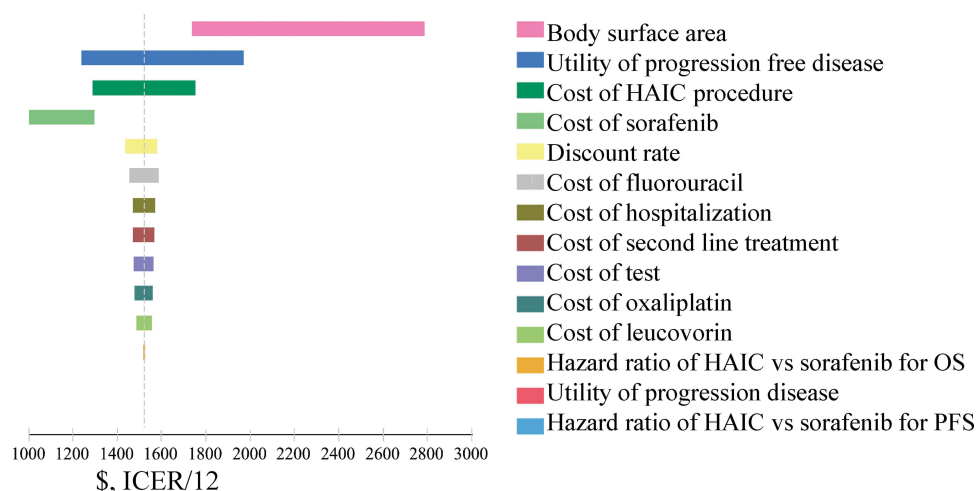 Body surface area
Utility of progression free disease
Cost of HAIC procedure
Cost of sorafenib
Discount rate
Cost of fluorouracil
Cost of hospitalization
Cost of second line treatment
Cost of test
Cost of oxaliplatin
Cost of leucovorin
Hazard ratio of HAIC vs sorafenib for OS
Utility of progression disease
Hazard ratio of HAIC vs sorafenib for PFS
1000 1200 1400 1600 1800 2000 2200 2400 2600 2800 3000
$, ICER/12